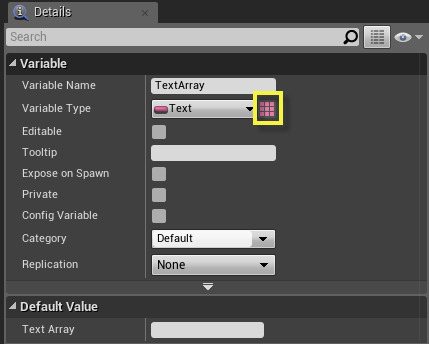 Details
Search
Variable
Variable Name TextArray
Variable Type Text
Editable
Tooltip
Expose on Spawn
Private
Config Variable
Category Default
Replication None
Default Value
Text Array